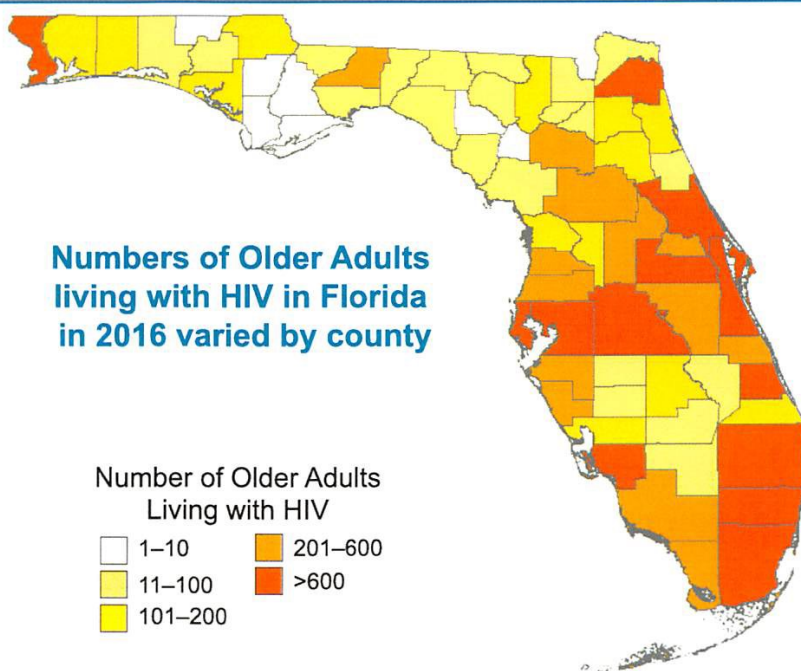 Numbers of Older Adults
living with HIV in Florida
in 2016 varied by county
Number of Older Adults
Living with HIV
1–10
11–100
101–200
201–600
>600